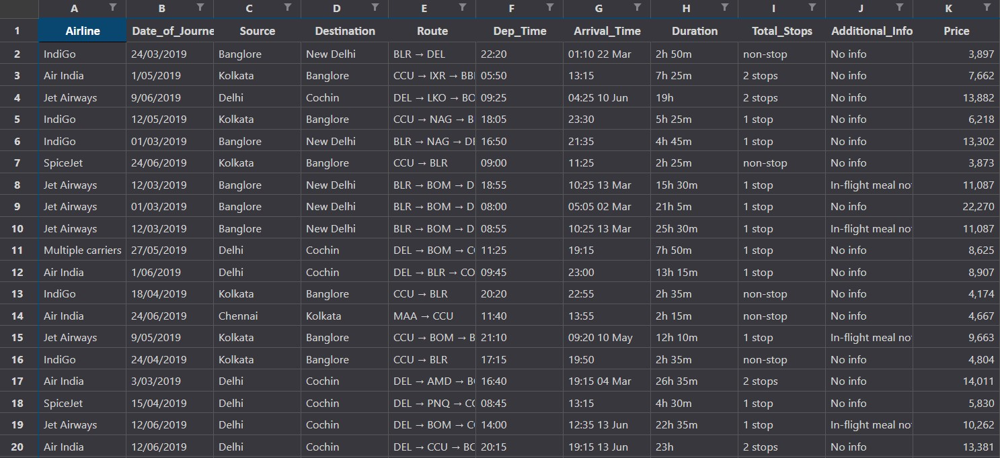 A B C D E F G H I J K
1 Airline Date_of_Journe Source Destination Route Dep_Time Arrival_Time Duration Total_Stops Additional_Info Price
2 IndiGo 24/03/2019 Banglore New Delhi BLR → DEL 22:20 01:10 22 Mar 2h 50m non-stop No info 3,897
3 Air India 1/05/2019 Kolkata Banglore CCU → IXR → BBI 05:50 13:15 7h 25m 2 stops No info 7,662
4 Jet Airways 9/06/2019 Delhi Cochin DEL → LKO → BO 09:25 04:25 10 Jun 19h 2 stops No info 13,882
5 IndiGo 12/05/2019 Kolkata Banglore CCU → NAG → B 18:05 23:30 5h 25m 1 stop No info 6,218
6 IndiGo 01/03/2019 Banglore New Delhi BLR → NAG → DE 16:50 21:35 4h 45m 1 stop No info 13,302
7 SpiceJet 24/06/2019 Kolkata Banglore CCU → BLR 09:00 11:25 2h 25m non-stop No info 3,873
8 Jet Airways 12/03/2019 Banglore New Delhi BLR → BOM → D 18:55 10:25 13 Mar 15h 30m 1 stop In-flight meal no 11,087
9 Jet Airways 01/03/2019 Banglore New Delhi BLR → BOM → D 08:00 05:05 02 Mar 21h 5m 1 stop No info 22,270
10 Jet Airways 12/03/2019 Banglore New Delhi BLR → BOM → D 08:55 10:25 13 Mar 25h 30m 1 stop In-flight meal no 11,087
11 Multiple carriers 27/05/2019 Delhi Cochin DEL → BOM → CO 11:25 19:15 7h 50m 1 stop No info 8,625
12 Air India 1/06/2019 Delhi Cochin DEL → BLR → CO 09:45 23:00 13h 15m 1 stop No info 8,907
13 IndiGo 18/04/2019 Kolkata Banglore CCU → BLR 20:20 22:55 2h 35m non-stop No info 4,174
14 Air India 24/06/2019 Chennai Kolkata MAA → CCU 11:40 13:55 2h 15m non-stop No info 4,667
15 Jet Airways 9/05/2019 Kolkata Banglore CCU → BOM → B 21:10 09:20 10 May 12h 10m 1 stop In-flight meal no 9,663
16 IndiGo 24/04/2019 Kolkata Banglore CCU → BLR 17:15 19:50 2h 35m non-stop No info 4,804
17 Air India 3/03/2019 Delhi Cochin DEL → AMD → BO 16:40 19:15 04 Mar 26h 35m 2 stops No info 14,011
18 SpiceJet 15/04/2019 Delhi Cochin DEL → PNQ → CO 08:45 13:15 4h 30m 1 stop No info 5,830
19 Jet Airways 12/06/2019 Delhi Cochin DEL → BOM → CO 14:00 12:35 13 Jun 22h 35m 1 stop In-flight meal no 10,262
20 Air India 12/06/2019 Delhi Cochin DEL → CCU → BO 20:15 19:15 13 Jun 23h 2 stops No info 13,381